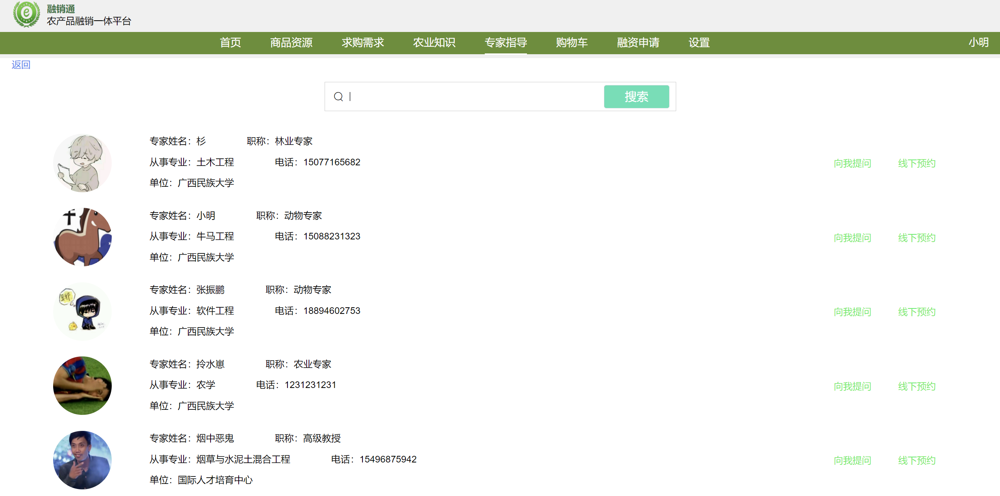 融销通
农产品融销一体平台
首页 商品资源 求购需求 农业知识 专家指导 购物车 融资申请 设置 小明
返回
搜索
专家姓名：杉 职称：林业专家
从事专业：土木工程 电话：15077165682
向我提问 线下预约
单位：广西民族大学
专家姓名：小明 职称：动物专家
从事专业：牛马工程 电话：15088231323
向我提问 线下预约
单位：广西民族大学
专家姓名：张振鹏 职称：动物专家
从事专业：软件工程 电话：18894602753
向我提问 线下预约
单位：广西民族大学
专家姓名：拎水崽 职称：农业专家
从事专业：农学 电话：1231231231
向我提问 线下预约
单位：广西民族大学
专家姓名：烟中恶鬼 职称：高级教授
从事专业：烟草与水泥土混合工程 电话：15496875942
向我提问 线下预约
单位：国际人才培育中心